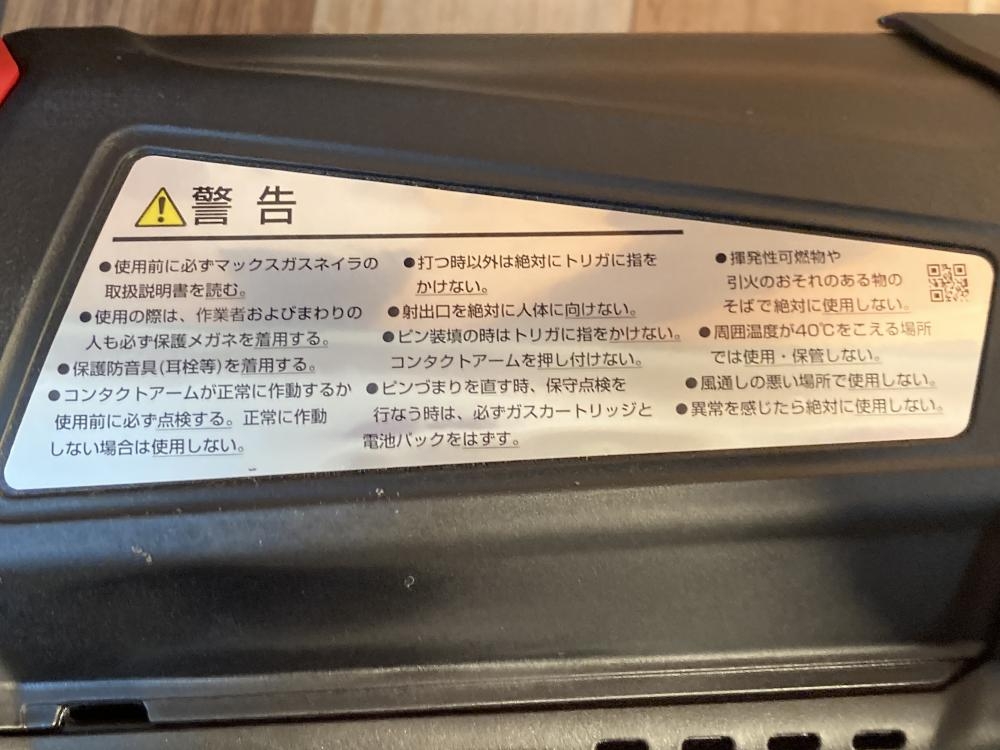 警告
●使用前に必ずマックスガスネイラの
取扱説明書を読む。
●使用の際は、作業者およびまわりの
人も必ず保護メガネを着用する。
●保護防音具(耳栓等)を着用する。
●コンタクトアームが正常に作動するか
使用前に必ず点検する。正常に作動
しない場合は使用しない。
●打つ時以外は絶対にトリガに指を
かけない。
●射出口を絶対に人体に向けない。
●ピン装填の時はトリガに指をかけない。
コンタクトアームを押し付けない。
●ピンづまりを直す時、保守点検を
行なう時は、必ずガスカートリッジと
電池パックをはずす。
●揮発性可燃物や
引火のおそれのある物の
そばで絶対に使用しない。
●周囲温度が40℃をこえる場所
では使用・保管しない。
●風通しの悪い場所で使用しない。
●異常を感じたら絶対に使用しない。